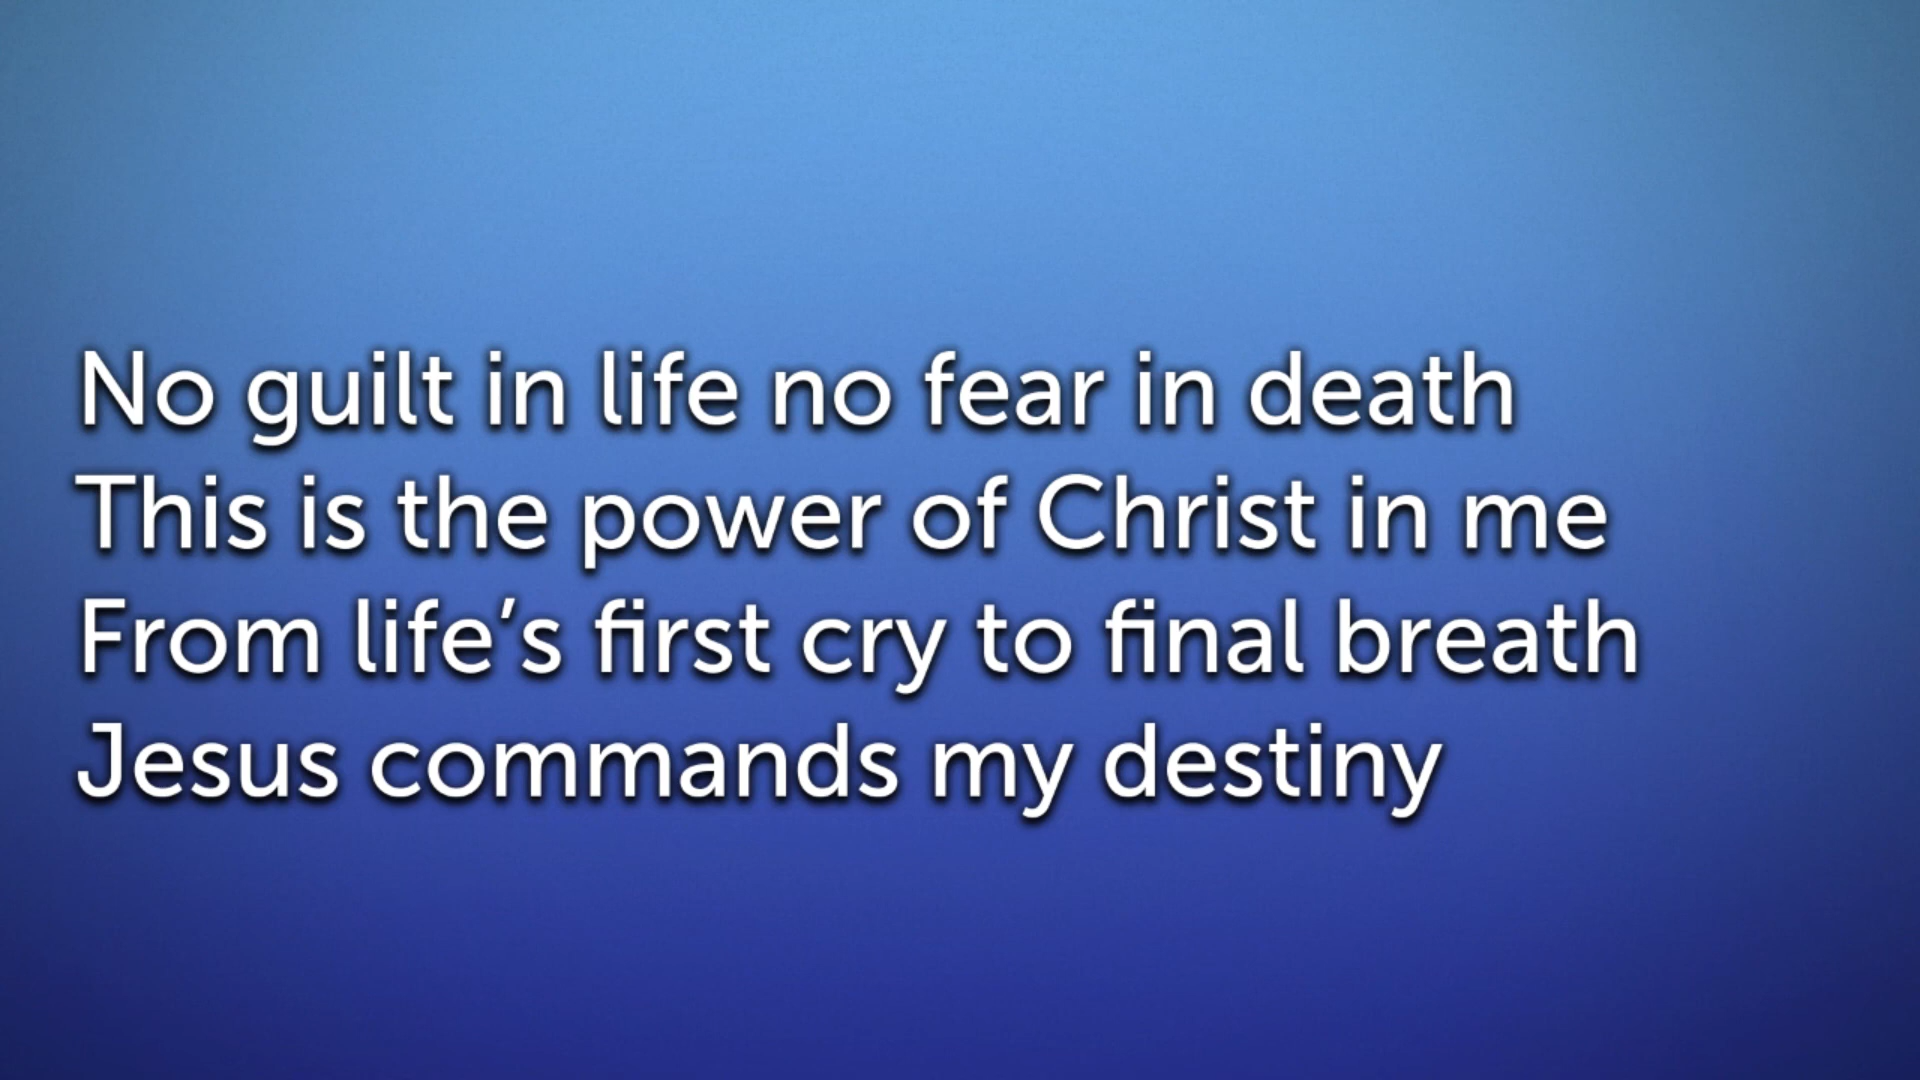 No guilt in life no fear in death
This is the power of Christ in me
From life’s first cry to final breath
Jesus commands my destiny